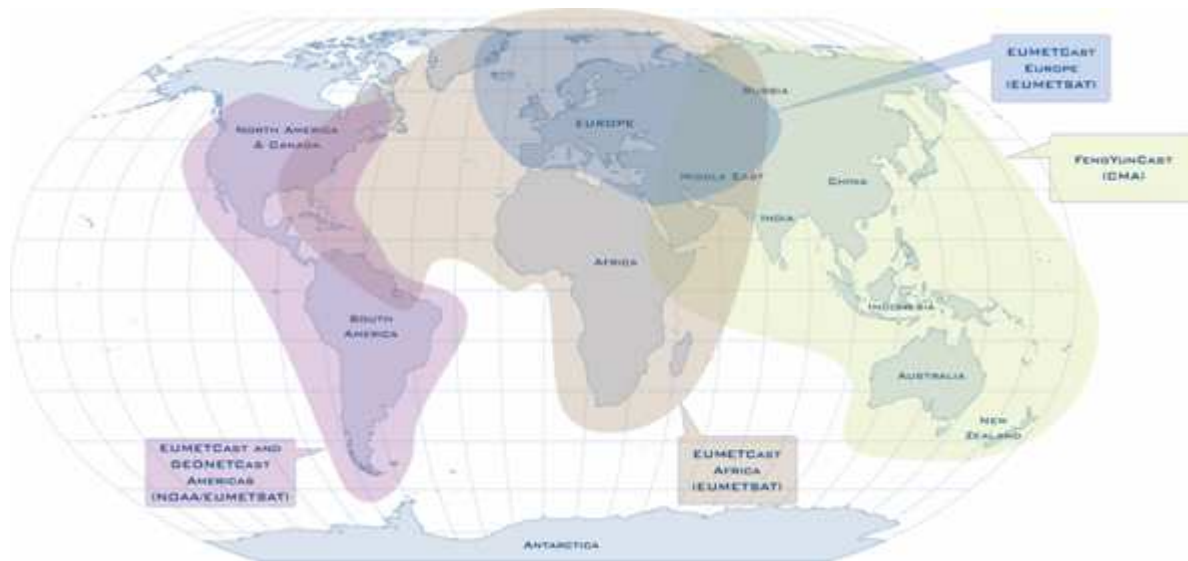 EUMETCast
Europe
(EUMETSAT)
Russia
North America
& Canada
EUROPE
FengYunCast
(CMA)
Middle East
China
India
Africa
Indonesia
South
America
Australia
New
Zealand
EUMETCast and
GEONETCast
Americas
(NOAA/EUMETSAT)
EUMETCast
Africa
(EUMETSAT)
Antarctica